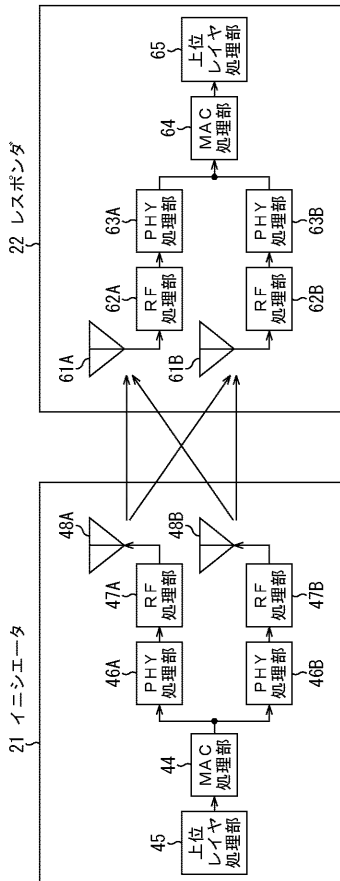 21 イニシエータ
45
上位
レイヤ
処理部
44
MAC
処理部
46A
PHY
処理部
47A
RF
処理部
48A
46B
PHY
処理部
47B
RF
処理部
48B
22 レスポンダ
61A
62A
RF
処理部
63A
PHY
処理部
61B
62B
RF
処理部
63B
PHY
処理部
64
MAC
処理部
65
上位
レイヤ
処理部